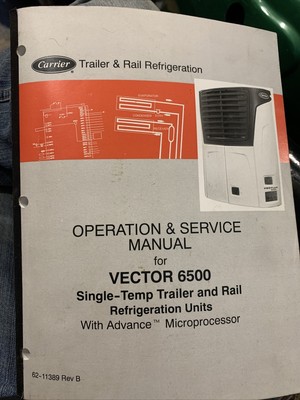 Carrier
Trailer & Rail Refrigeration
OPERATION & SERVICE
MANUAL
for
VECTOR 6500
Single-Temp Trailer and Rail
Refrigeration Units
With Advance™ Microprocessor
62-11389 Rev B